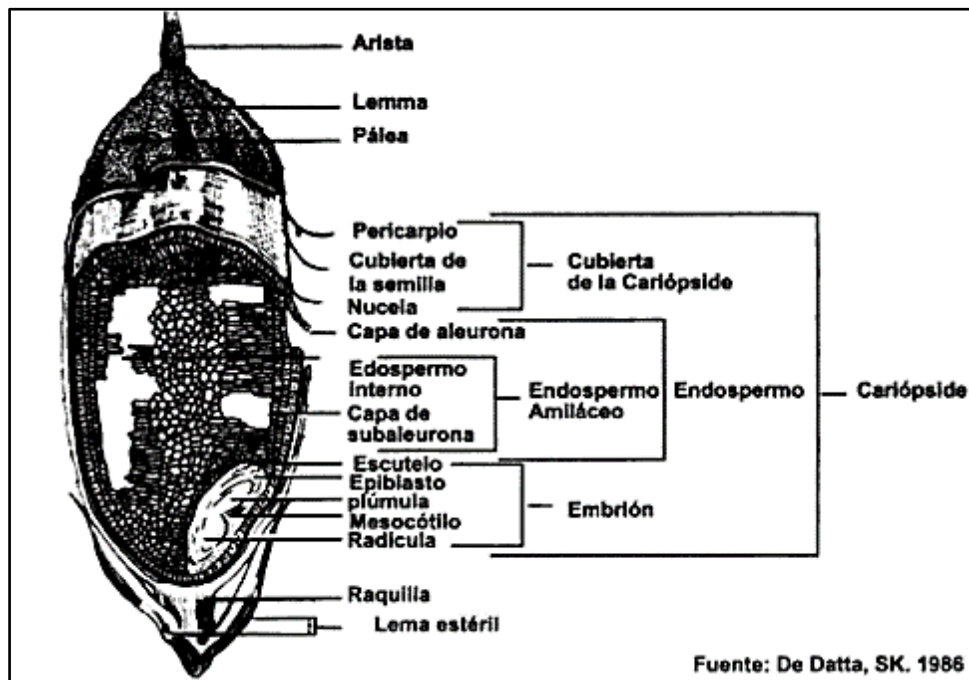 Arista
Lemma
Pálea
Pericarpio
Cubierta de
la semilla
Nucela
Cubierta
de la Cariópside
Capa de aleurona
Edospermo
interno
Capa de
subaleurona
Endospermo
Amiláceo
Endospermo
Cariópside
Escutelo
Epiblasto
plúmula
Mesocótilo
Radicula
Embrión
Raquilla
Lema estéril
Fuente: De Datta, SK. 1986